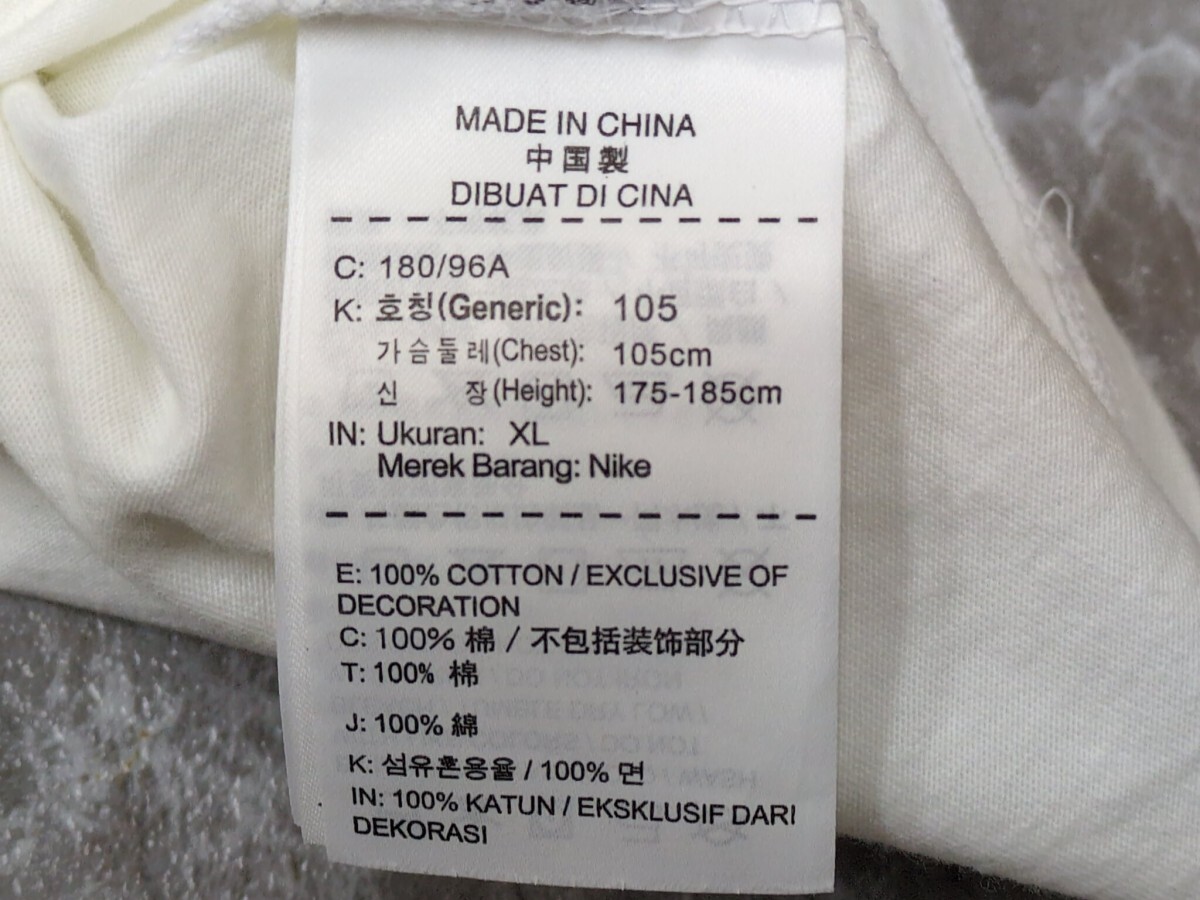 MADE IN CHINA
中国製
DIBUAT DI CINA
C: 180/96A
K: 호칭(Generic): 105
가슴둘레(Chest): 105cm
신 장(Height): 175-185cm
IN: Ukuran: XL
Merek Barang: Nike
E: 100% COTTON / EXCLUSIVE OF
DECORATION
C: 100% 棉 / 不包括装饰部分
T: 100% 棉
J: 100% 綿
K: 섬유혼용율 / 100% 면
IN: 100% KATUN / EKSKLUSIF DARI
DEKORASI